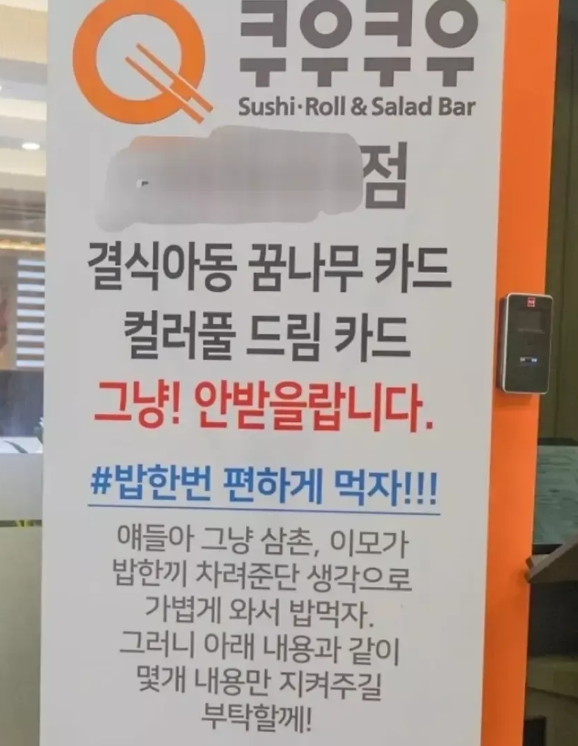 쿠우쿠우
Sushi·Roll & Salad Bar
점
결식아동 꿈나무 카드
컬러풀 드림 카드
그냥! 안받을랍니다.
#밥한번 편하게 먹자!!!
얘들아 그냥 삼촌, 이모가
밥한끼 차려준단 생각으로
가볍게 와서 밥먹자.
그러니 아래 내용과 같이
몇개 내용만 지켜주길
부탁할께!